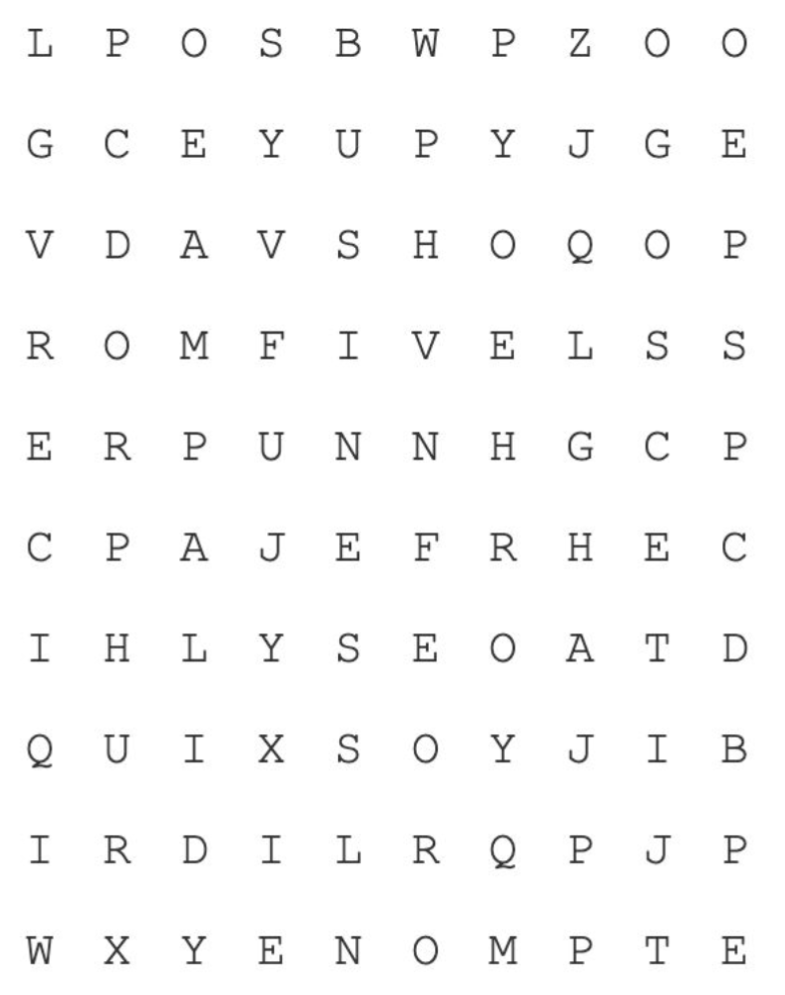 L P O S B W P Z O O
G C E Y U P Y J G E
V D A V S H O Q O P
R O M F I V E L S S
E R P U N N H G C P
C P A J E F R H E C
I H L Y S E O A T D
Q U I X S O Y J I B
I R D I L R Q P J P
W X Y E N O M P T E